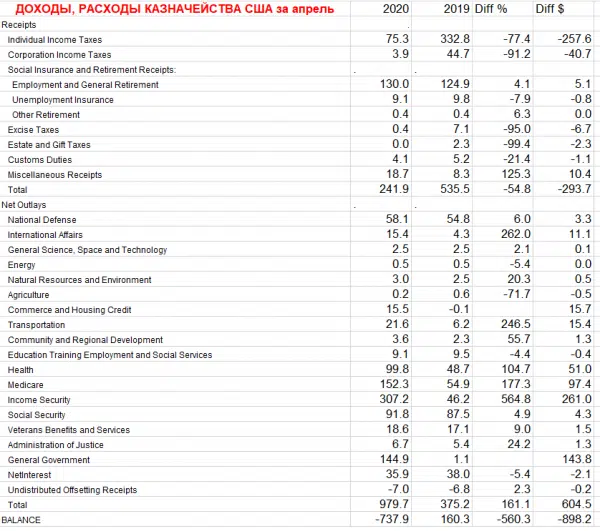 ДОХОДЫ, РАСХОДЫ КАЗНАЧЕЙСТВА США за апрель 2020 2019 Diff % Diff $
Receipts .
Individual Income Taxes 75.3 332.8 -77.4 -257.6
Corporation Income Taxes 3.9 44.7 -91.2 -40.7
Social Insurance and Retirement Receipts: . .
Employment and General Retirement 130.0 124.9 4.1 5.1
Unemployment Insurance 9.1 9.8 -7.9 -0.8
Other Retirement 0.4 0.4 6.3 0.0
Excise Taxes 0.4 7.1 -95.0 -6.7
Estate and Gift Taxes 0.0 2.3 -99.4 -2.3
Customs Duties 4.1 5.2 -21.4 -1.1
Miscellaneous Receipts 18.7 8.3 125.3 10.4
Total 241.9 535.5 -54.8 -293.7
Net Outlays . .
National Defense 58.1 54.8 6.0 3.3
International Affairs 15.4 4.3 262.0 11.1
General Science, Space and Technology 2.5 2.5 2.1 0.1
Energy 0.5 0.5 -5.4 0.0
Natural Resources and Environment 3.0 2.5 20.3 0.5
Agriculture 0.2 0.6 -71.7 -0.5
Commerce and Housing Credit 15.5 -0.1 15.7
Transportation 21.6 6.2 246.5 15.4
Community and Regional Development 3.6 2.3 55.7 1.3
Education Training Employment and Social Services 9.1 9.5 -4.4 -0.4
Health 99.8 48.7 104.7 51.0
Medicare 152.3 54.9 177.3 97.4
Income Security 307.2 46.2 564.8 261.0
Social Security 91.8 87.5 4.9 4.3
Veterans Benefits and Services 18.6 17.1 9.0 1.5
Administration of Justice 6.7 5.4 24.2 1.3
General Government 144.9 1.1 143.8
NetInterest 35.9 38.0 -5.4 -2.1
Undistributed Offsetting Receipts -7.0 -6.8 2.3 -0.2
Total 979.7 375.2 161.1 604.5
BALANCE -737.9 160.3 -560.3 -898.2